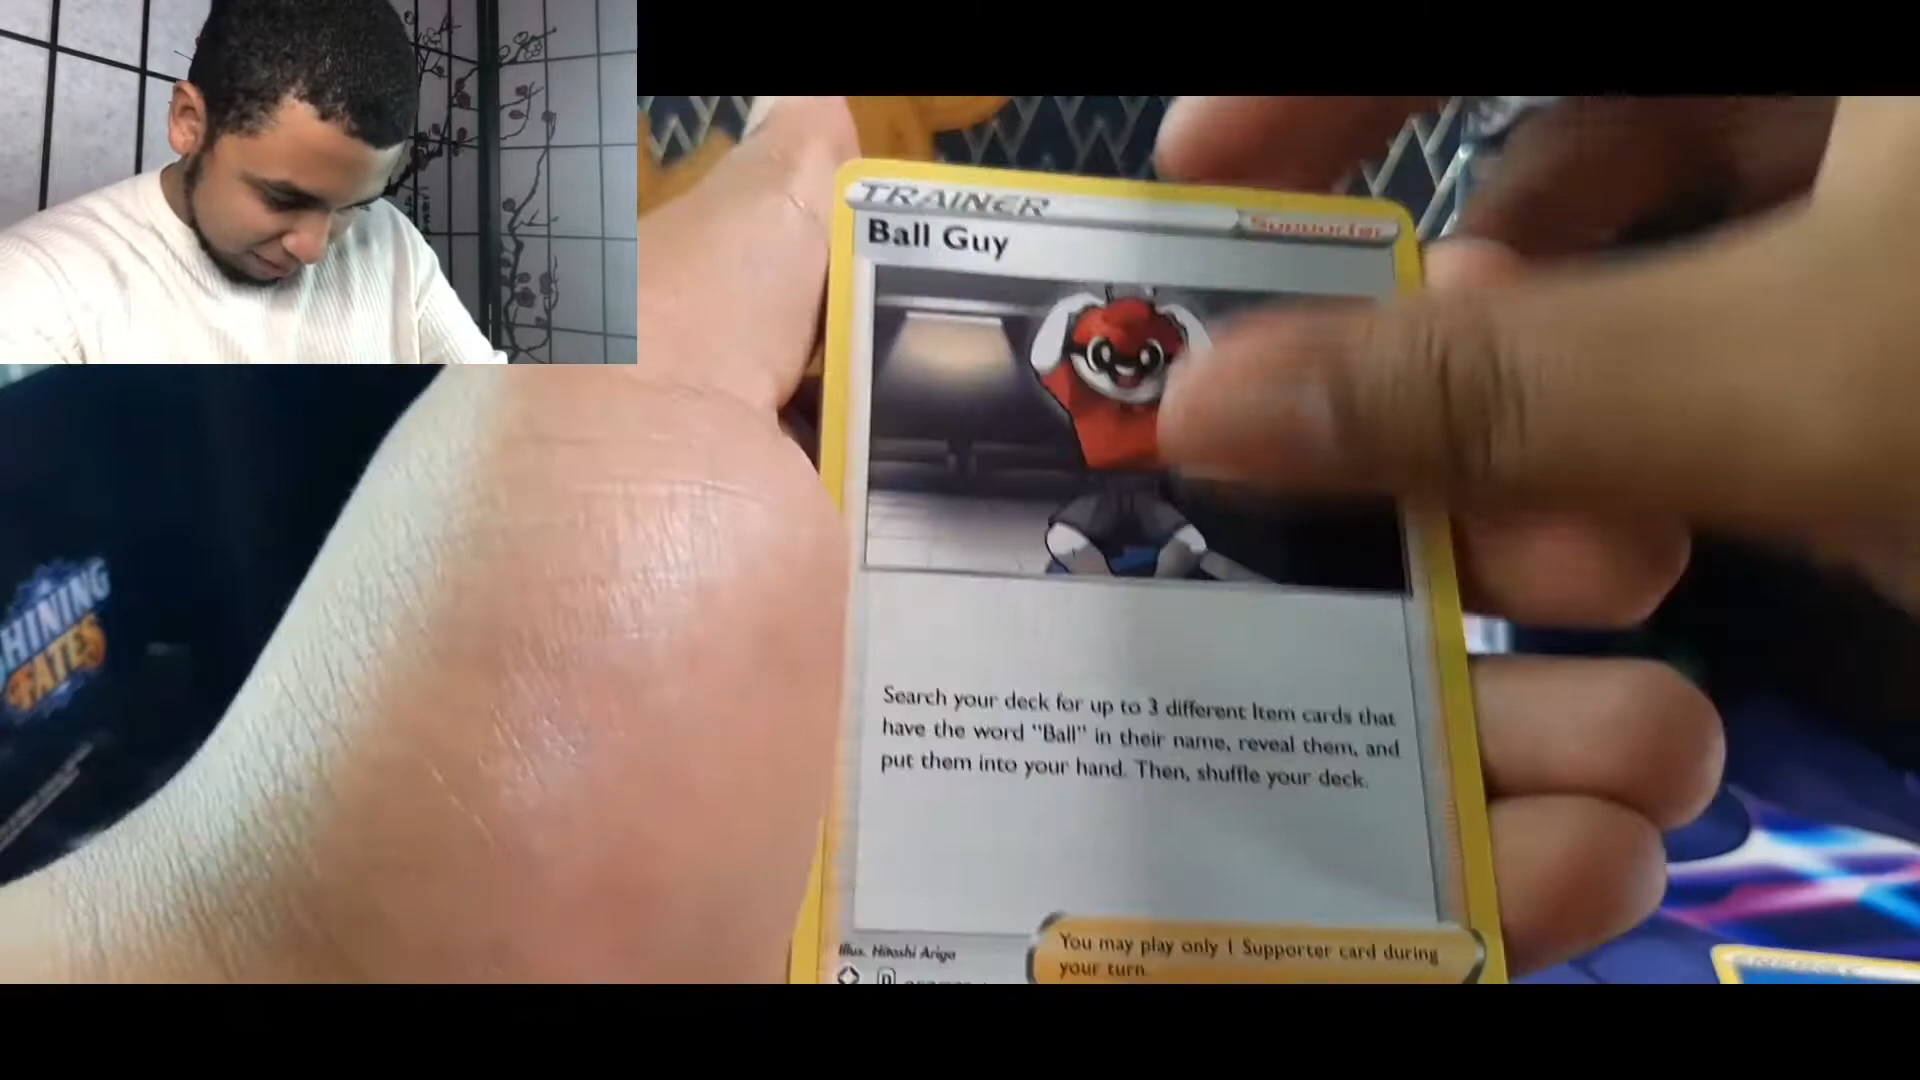 TRAINER
Supporter
Ball Guy
SHINING
FATES
Search your deck for up to 3 different Item cards that
have the word "Ball" in their name, reveal them, and
put them into your hand. Then, shuffle your deck.
Illus. Hitoshi Ariga
You may play only 1 Supporter card during
your turn.
D
ENERGY